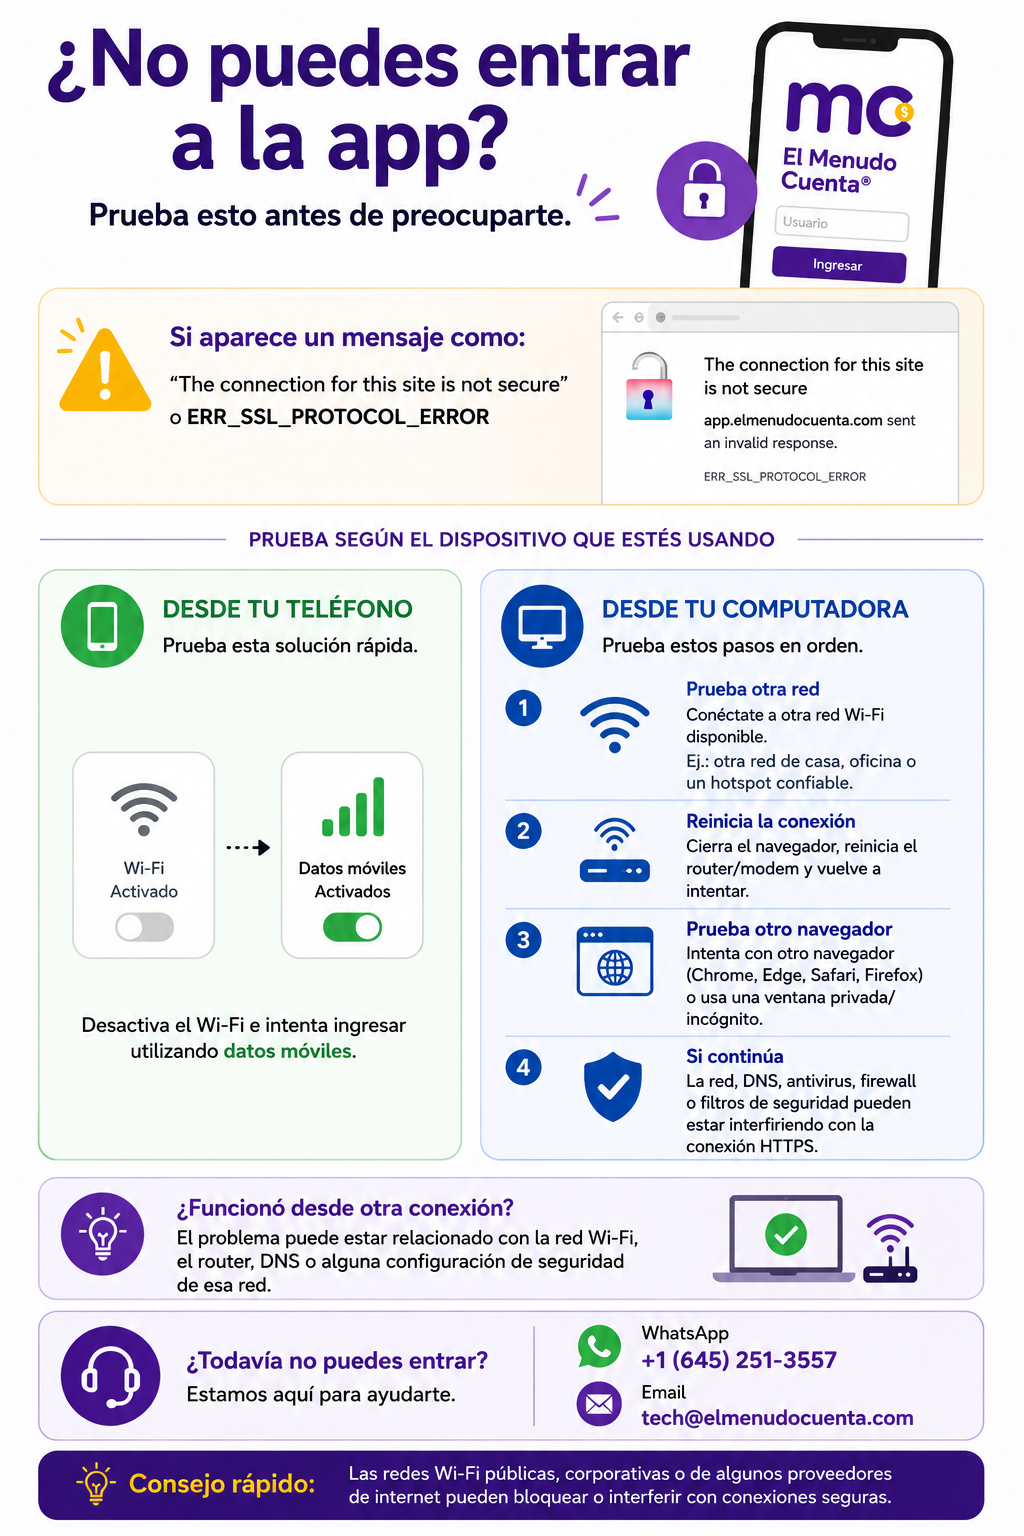 ¿No puedes entrar
a la app?
Prueba esto antes de preocuparte.
mc
$
El Menudo
Cuenta®
Usuario
Ingresar
Si aparece un mensaje como:
“The connection for this site is not secure”
o ERR_SSL_PROTOCOL_ERROR
The connection for this site
is not secure
app.elmenudocuenta.com sent
an invalid response.
ERR_SSL_PROTOCOL_ERROR
PRUEBA SEGÚN EL DISPOSITIVO QUE ESTÉS USANDO
DESDE TU TELÉFONO
Prueba esta solución rápida.
Wi-Fi
Activado
Datos móviles
Activados
Desactiva el Wi-Fi e intenta ingresar
utilizando datos móviles.
DESDE TU COMPUTADORA
Prueba estos pasos en orden.
1
Prueba otra red
Conéctate a otra red Wi-Fi
disponible.
Ej.: otra red de casa, oficina o
un hotspot confiable.
2
Reinicia la conexión
Cierra el navegador, reinicia el
router/modem y vuelve a
intentar.
3
Prueba otro navegador
Intenta con otro navegador
(Chrome, Edge, Safari, Firefox)
o usa una ventana privada/
incógnito.
4
Si continúa
La red, DNS, antivirus, firewall
o filtros de seguridad pueden
estar interfiriendo con la
conexión HTTPS.
¿Funcionó desde otra conexión?
El problema puede estar relacionado con la red Wi-Fi,
el router, DNS o alguna configuración de seguridad
de esa red.
¿Todavía no puedes entrar?
Estamos aquí para ayudarte.
WhatsApp
+1 (645) 251-3557
Email
tech@elmenudocuenta.com
Consejo rápido:
Las redes Wi-Fi públicas, corporativas o de algunos proveedores
de internet pueden bloquear o interferir con conexiones seguras.